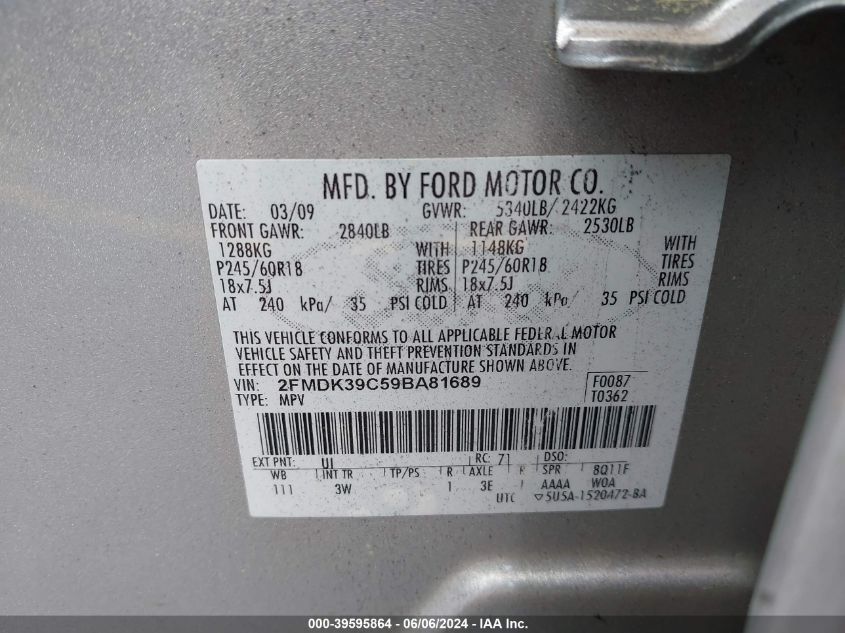 MFD. BY FORD MOTOR CO.
DATE: 03/09 GVWR: 5340LB/ 2422KG
FRONT GAWR: 2840LB REAR GAWR: 2530LB
1288KG WITH 1148KG WITH
P245/60R18 TIRES P245/60R18 TIRES
18x7.5J RIMS 18x7.5J RIMS
AT 240 kPa/ 35 PSI COLD AT 240 kPa/ 35 PSI COLD
THIS VEHICLE CONFORMS TO ALL APPLICABLE FEDERAL MOTOR
VEHICLE SAFETY AND THEFT PREVENTION STANDARDS IN
EFFECT ON THE DATE OF MANUFACTURE SHOWN ABOVE.
VIN: 2FMDK39C59BA81689 F0087
TYPE: MPV T0362
EXT PNT: UI RC: 71 DSO:
WB INT TR TP/PS R AXLE R SPR 8Q11F
111 3W 1 3E AAAA W0A
UTC ▽5U5A-1520472-BA
000-39595864 - 06/06/2024 - IAA Inc.